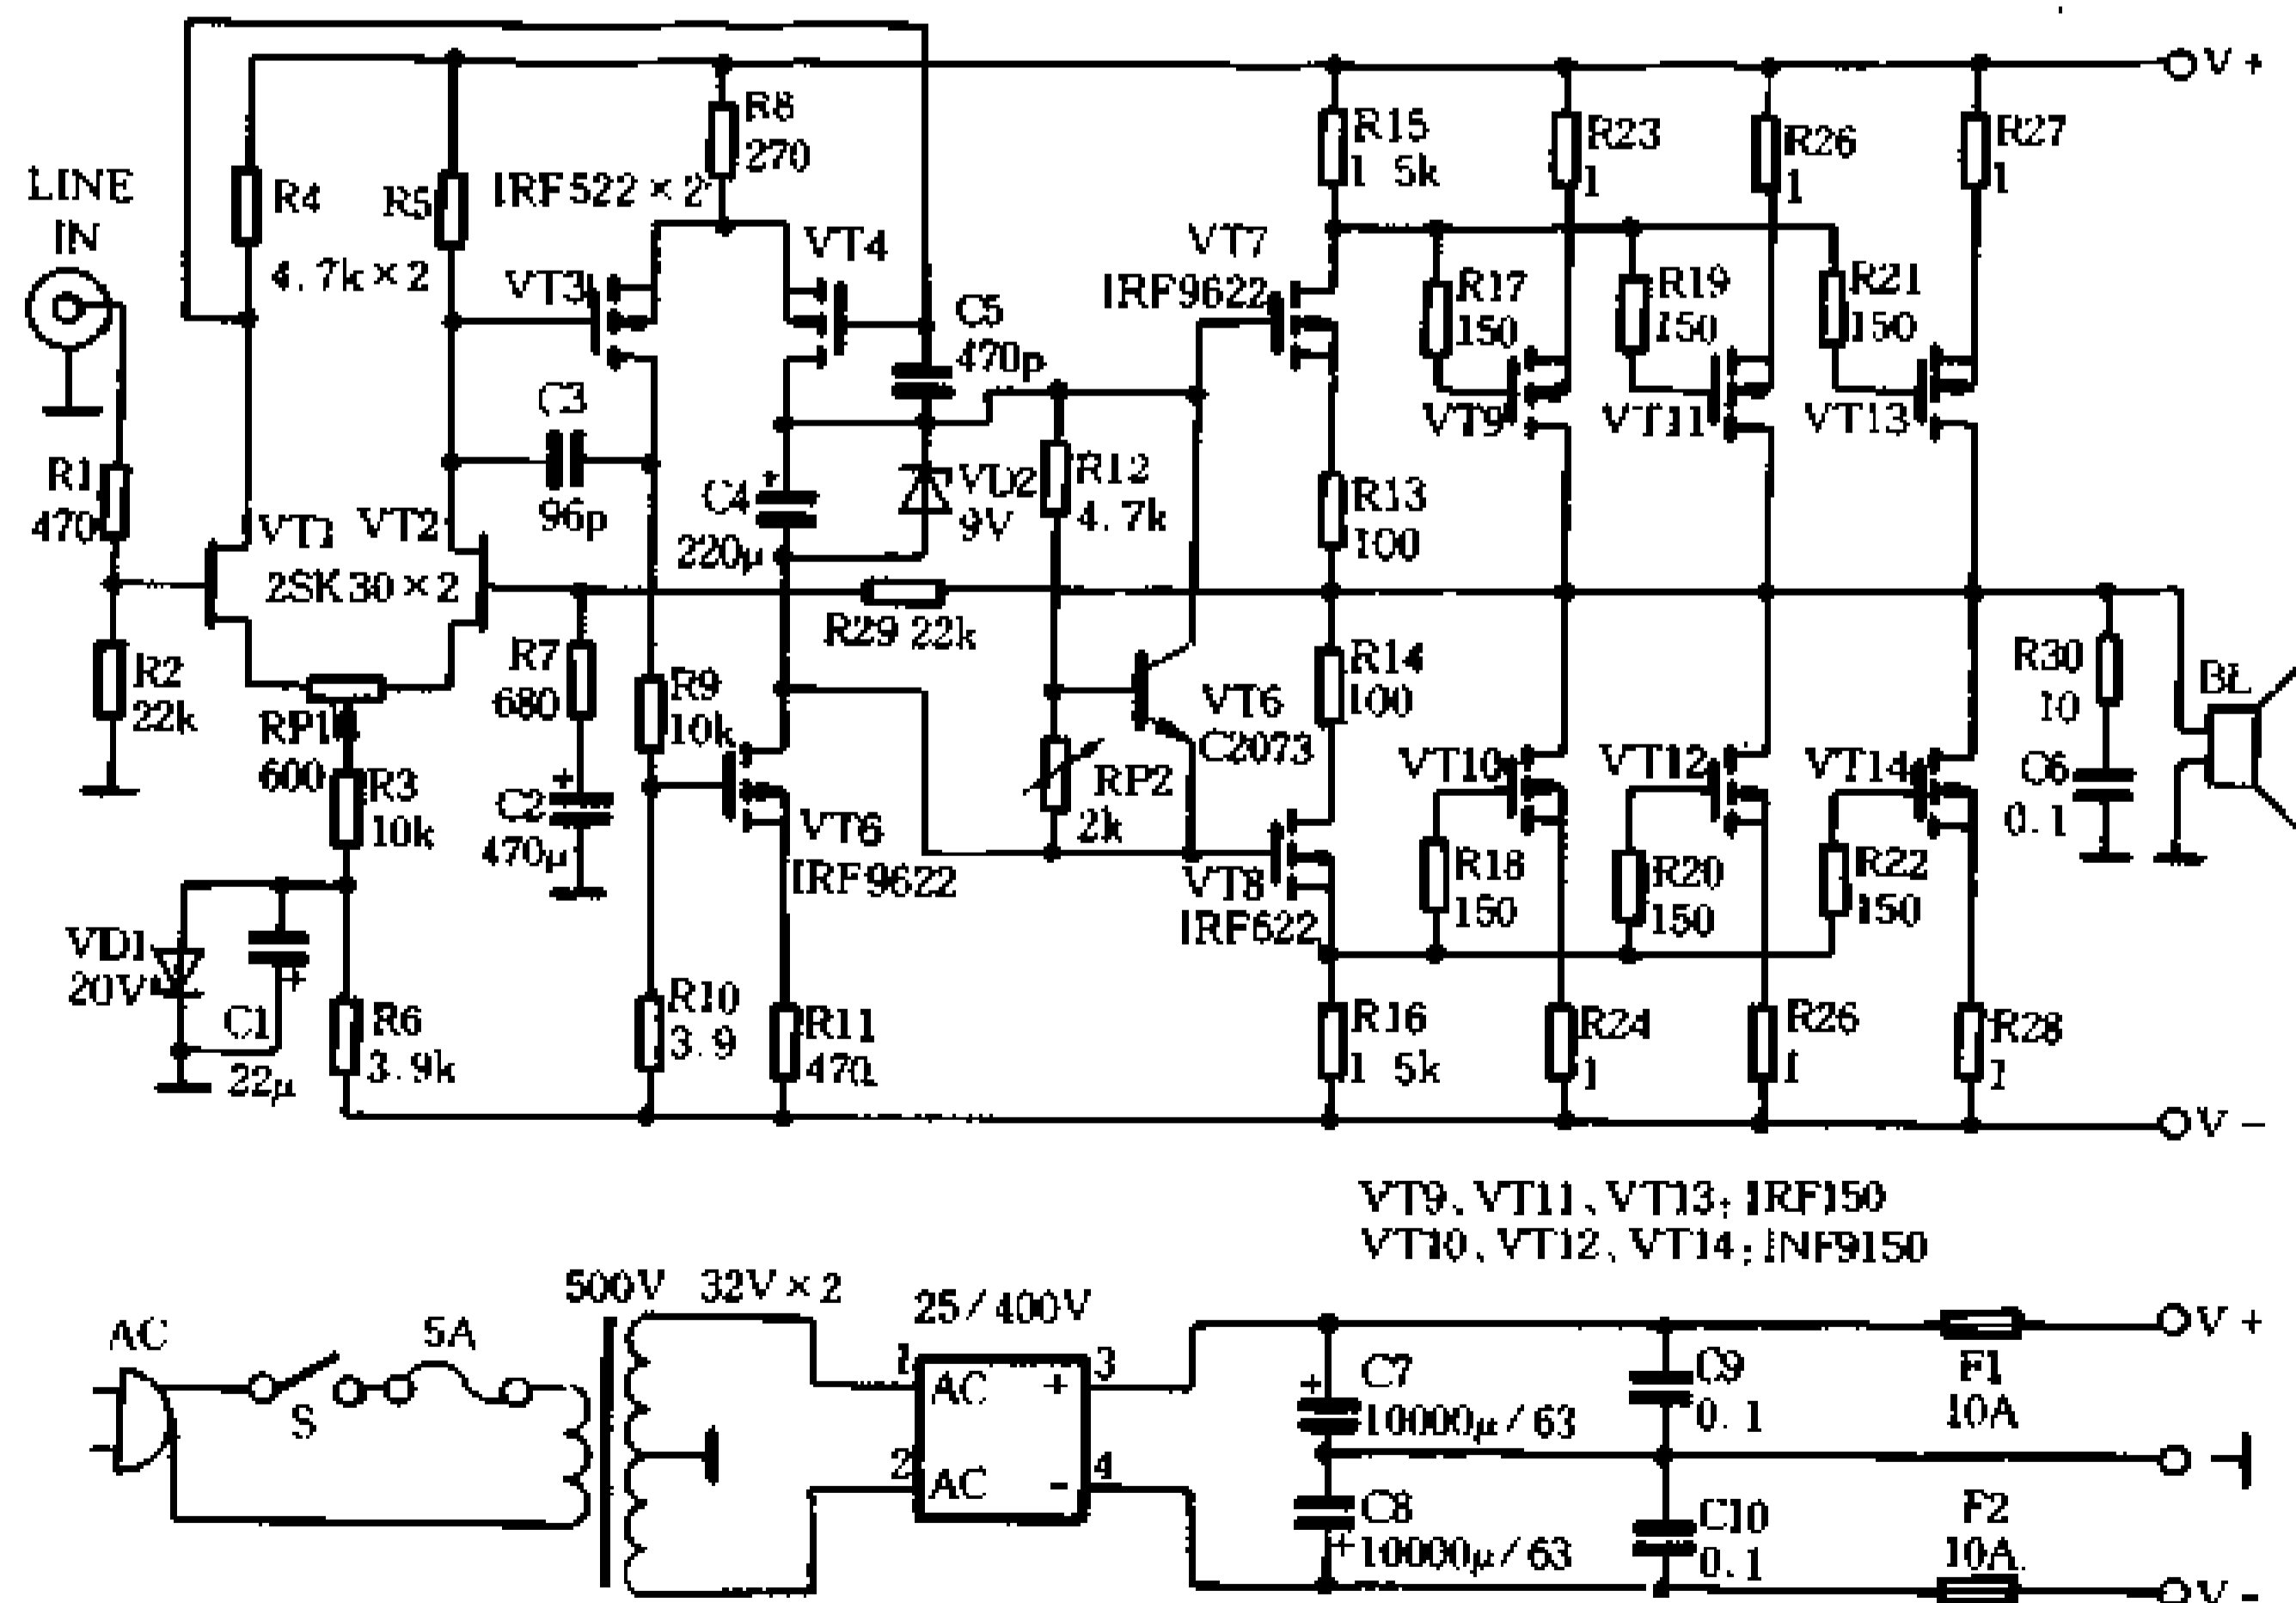 V +
R8
270
R15
1 5k
R23
1
R26
1
R27
1
LINE
IN
R4
R5
4.7k×2
IRF522×2
VT3
VT4
VT7
IRF9622
C5
470p
R17
150
R19
150
R21
150
VT9
VT11
VT13
C3
96p
R1
470
VT1
VT2
2SK30×2
C4
+
220μ
VD2
9V
R12
4.7k
R13
100
R29 22k
R2
22k
RP1
600
R3
10k
R7
680
C2
+
470μ
R9
10k
VT6
IRF9622
RP2
2k
VT6
C2073
R14
100
VT8
IRF622
VT10
VT12
VT14
R18
150
R20
150
R22
150
R30
10
C6
0.1
BL
VD1
20V
C1
+
22μ
R6
3.9k
R10
3.9
R11
470
R16
1 5k
R24
1
R26
1
R28
1
V -
VT9、VT11、VT13:IRF150
VT10、VT12、VT14:INF9150
AC
S
5A
500V
32V×2
25/400V
1
AC
+
3
2
AC
-
4
+
C7
10000μ/63
C8
+
10000μ/63
C9
0.1
C10
0.1
F1
10A
F2
10A
V +
V -